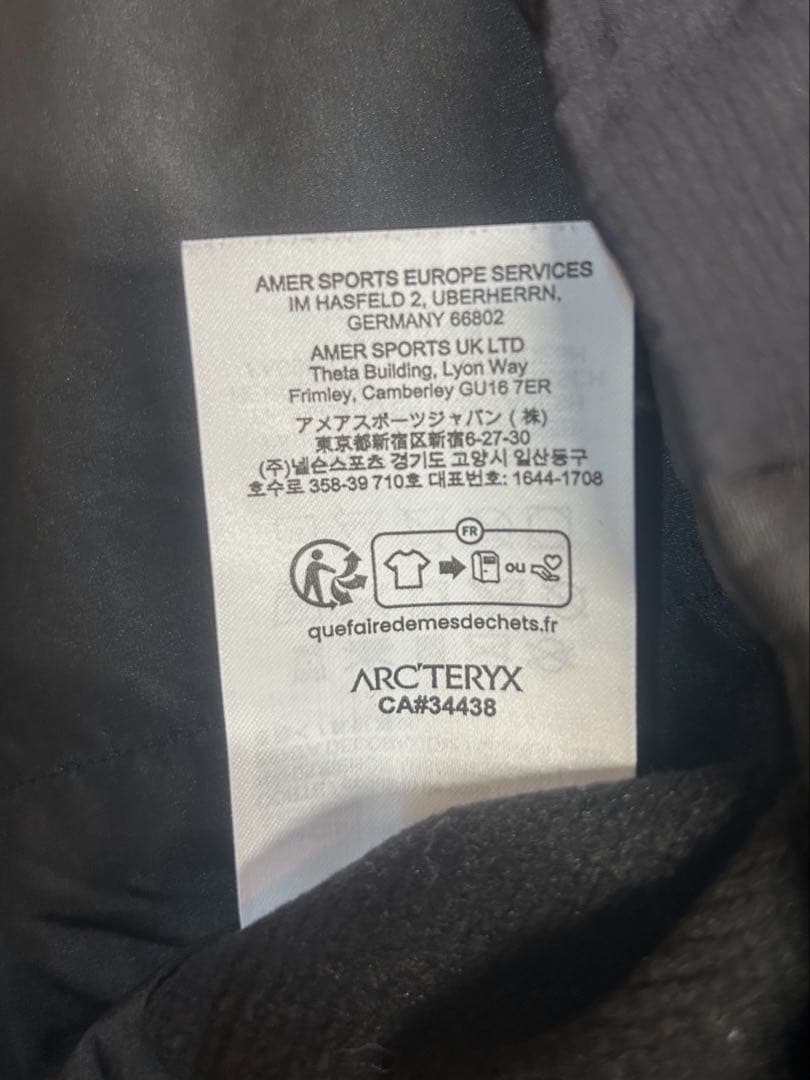 AMER SPORTS EUROPE SERVICES
IM HASFELD 2, UBERHERRN,
GERMANY 66802
AMER SPORTS UK LTD
Theta Building, Lyon Way
Frimley, Camberley GU16 7ER
アメアスポーツジャパン (株)
東京都新宿区新宿6-27-30
(주)넬슨스포츠 경기도 고양시 일산동구
호수로 358-39 710호 대표번호: 1644-1708
FR
ou
quefairedemesdechets.fr
ARC'TERYX
CA#34438